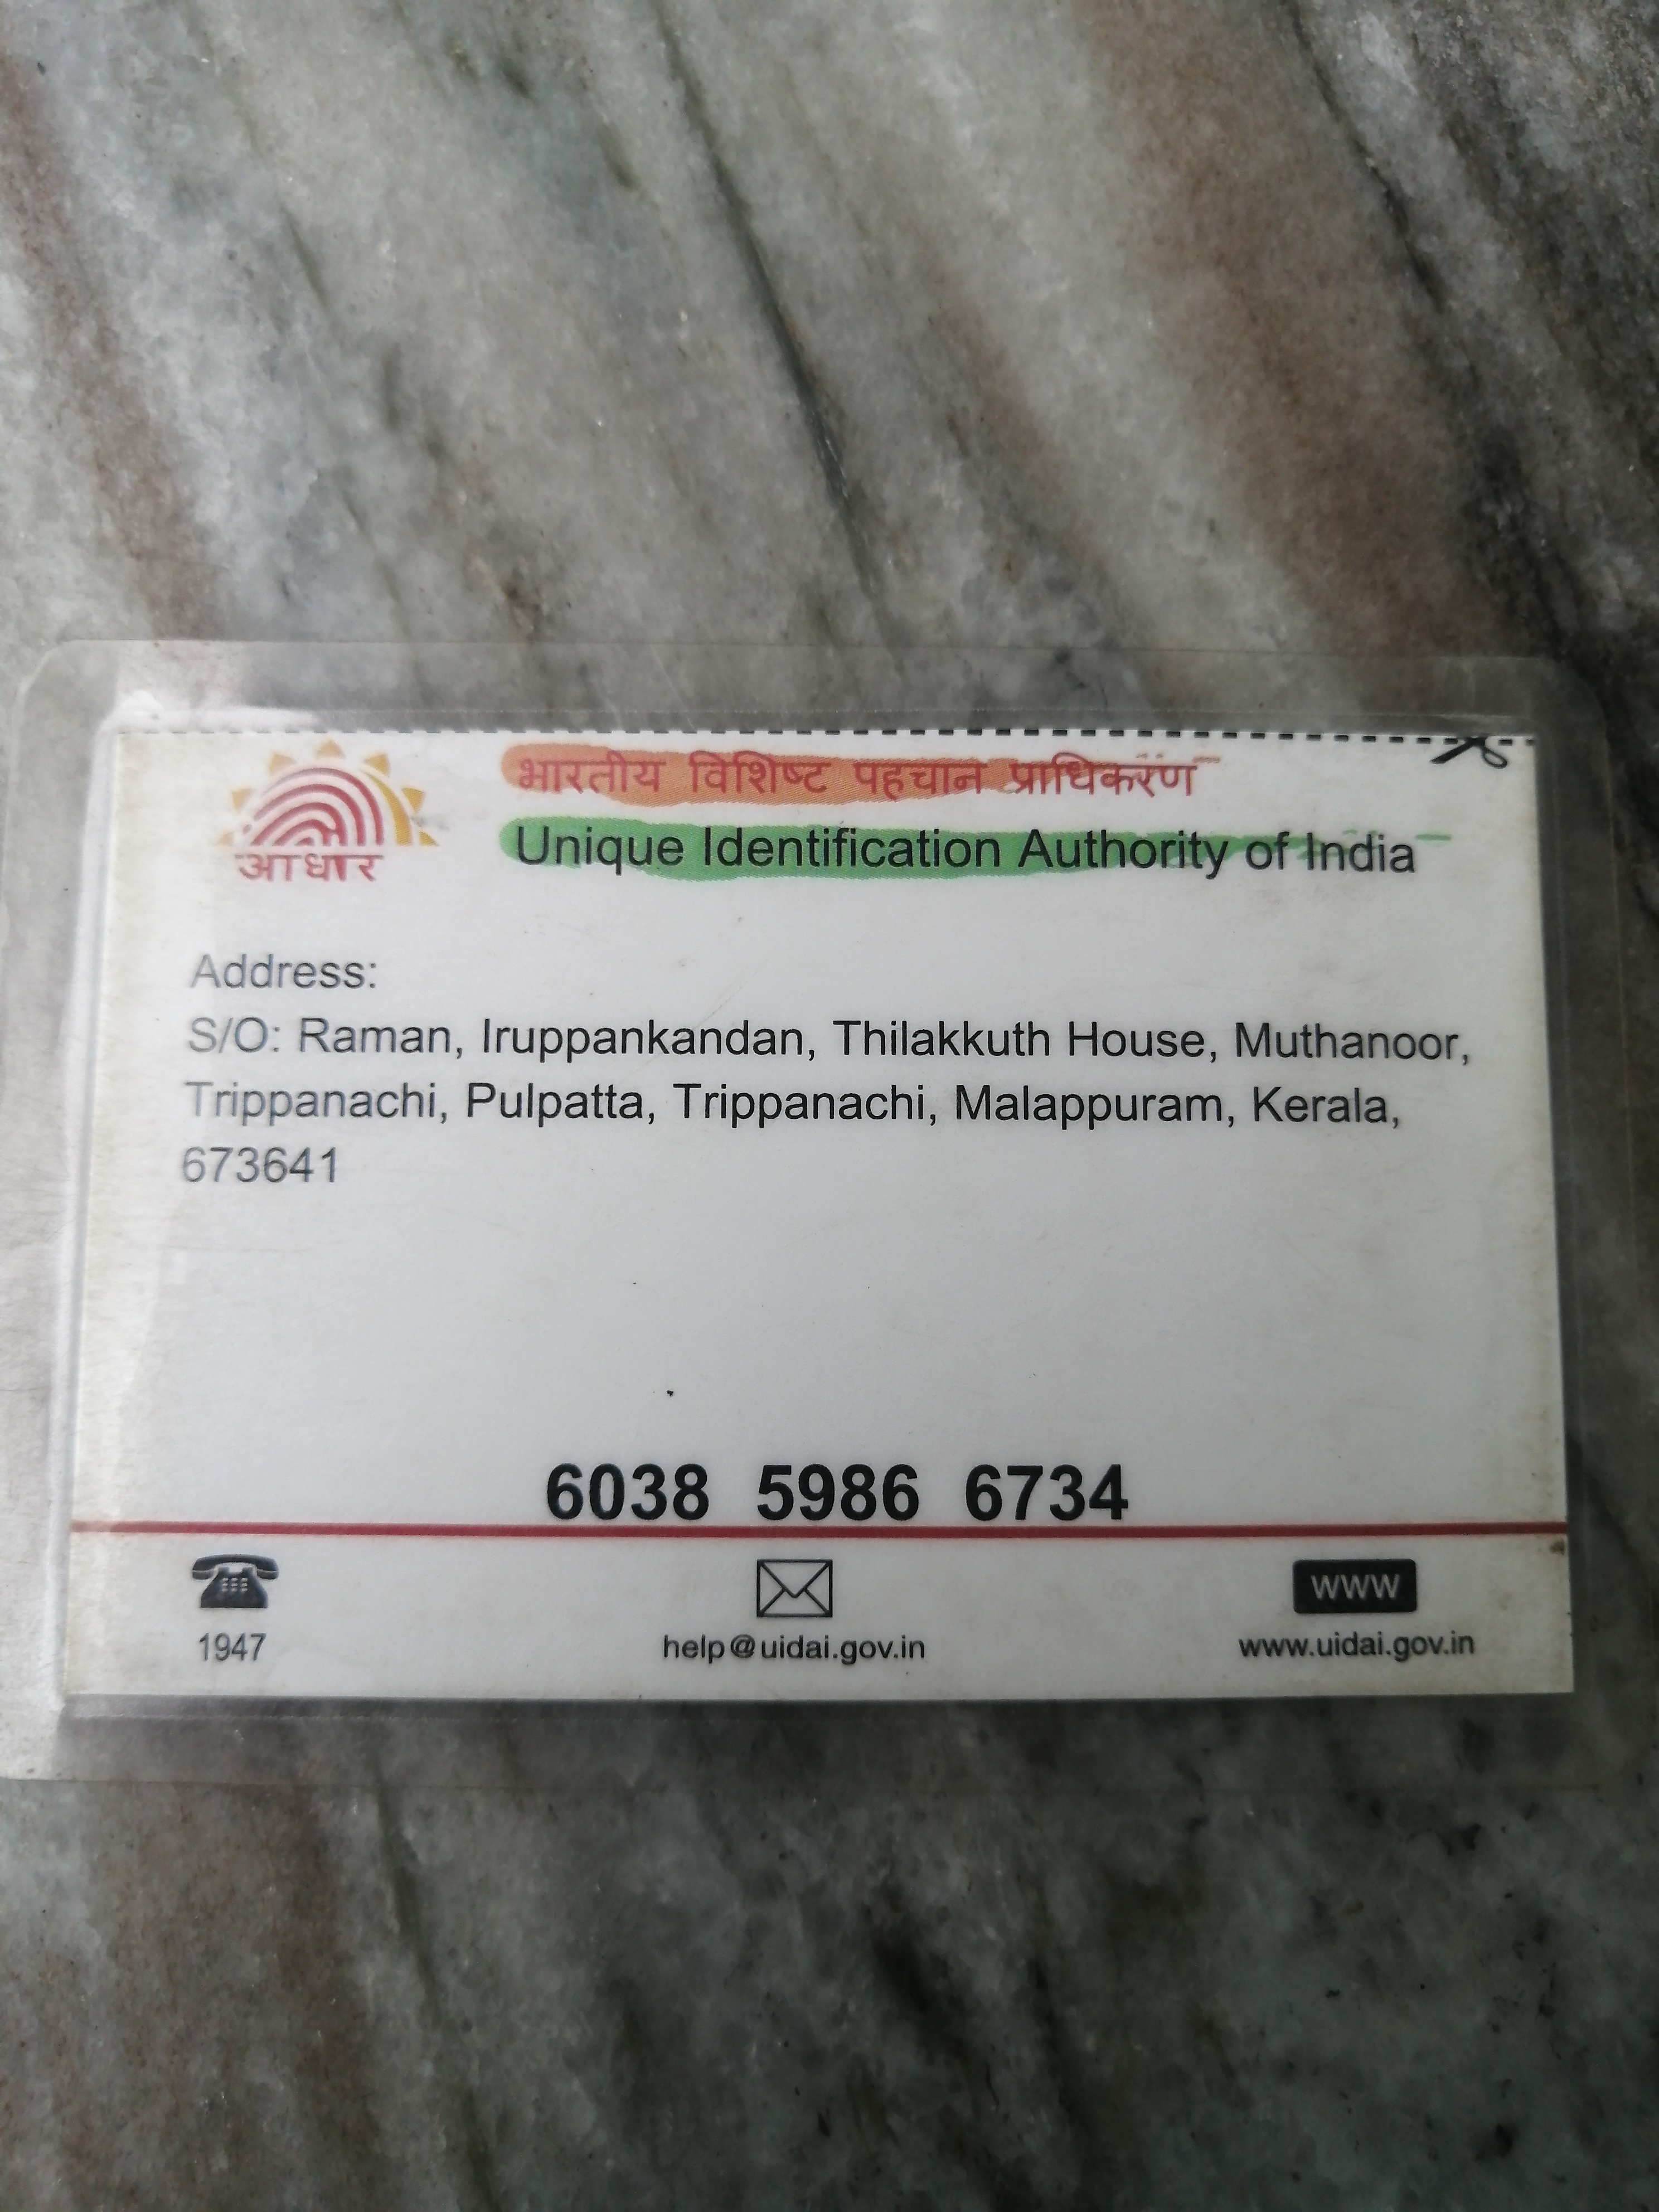 आधार
भारतीय विशिष्ट पहचान प्राधिकरण
Unique Identification Authority of India
Address:
S/O: Raman, Iruppankandan, Thilakkuth House, Muthanoor,
Trippanachi, Pulpatta, Trippanachi, Malappuram, Kerala,
673641
6038 5986 6734
1947
help@uidai.gov.in
WWW
www.uidai.gov.in